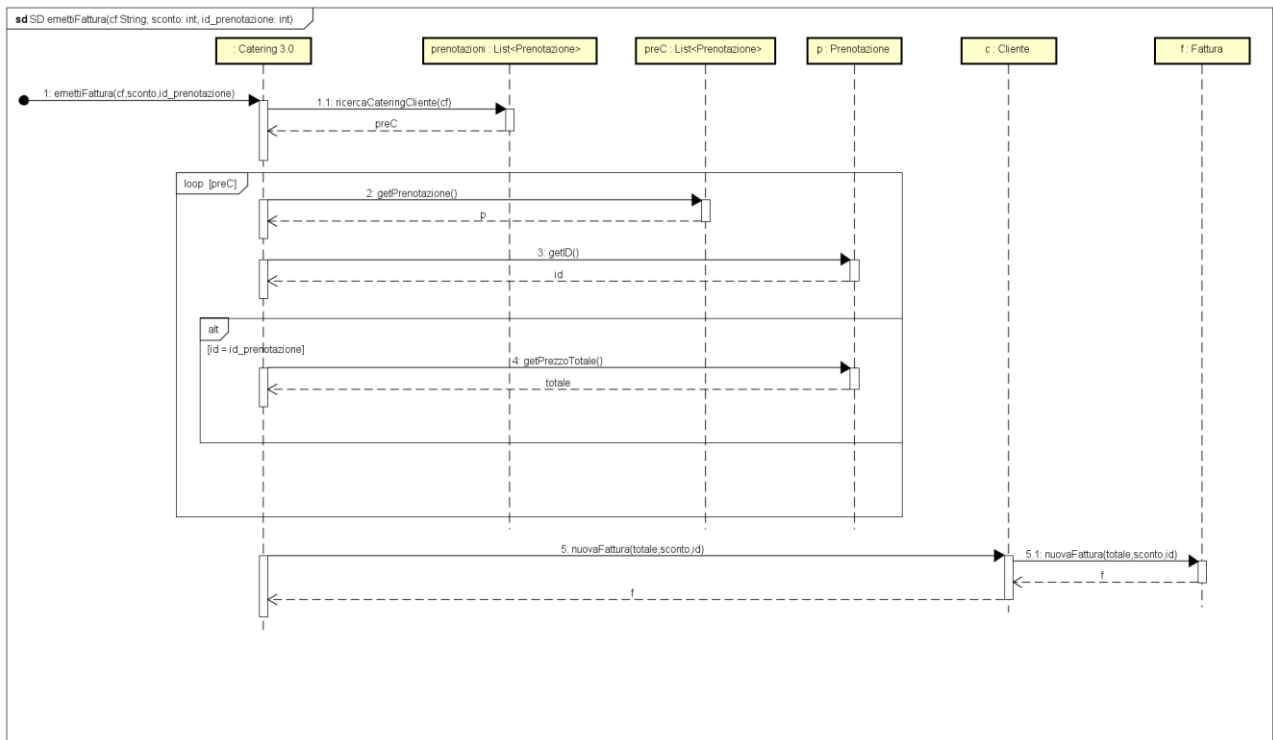 sd SD emettiFattura(cf:String, sconto: int, id_prenotazione: int)
: Catering 3.0
prenotazioni : List<Prenotazione>
preC : List<Prenotazione>
p : Prenotazione
c : Cliente
f : Fattura
1: emettiFattura(cf,sconto,id_prenotazione)
1.1: ricercaCateringCliente(cf)
preC
loop [preC]
2: getPrenotazione()
p
3: getID()
id
alt
[id = id_prenotazione]
4: getPrezzoTotale()
totale
5: nuovaFattura(totale,sconto,id)
5.1: nuovaFattura(totale,sconto,id)
f
f